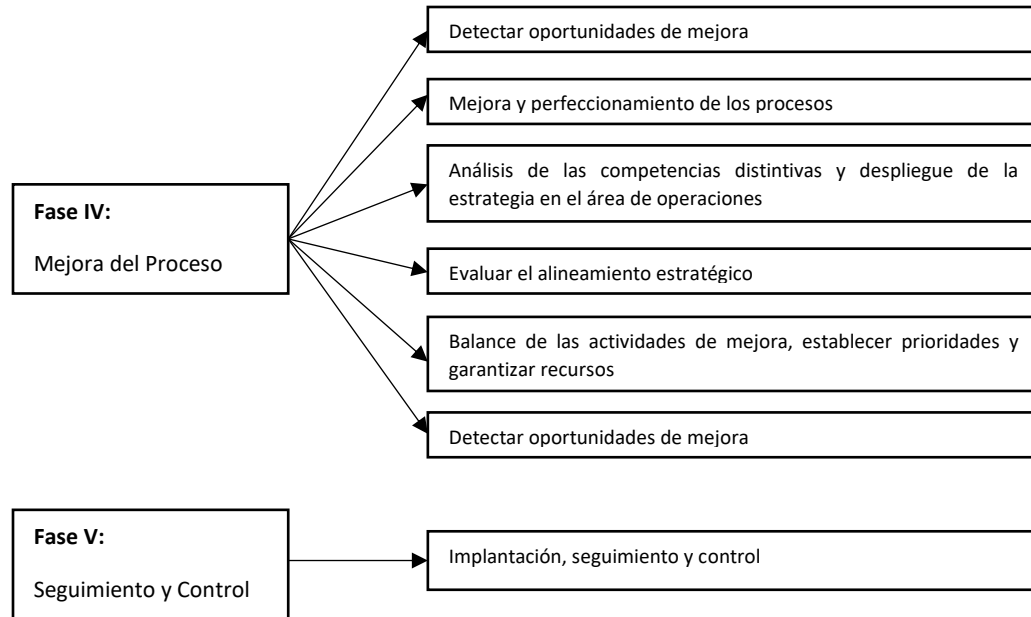 Detectar oportunidades de mejora
Mejora y perfeccionamiento de los procesos
Análisis de las competencias distintivas y despliegue de la
estrategia en el área de operaciones
Fase IV:
Mejora del Proceso
Evaluar el alineamiento estratégico
Balance de las actividades de mejora, establecer prioridades y
garantizar recursos
Detectar oportunidades de mejora
Fase V:
Seguimiento y Control
Implantación, seguimiento y control